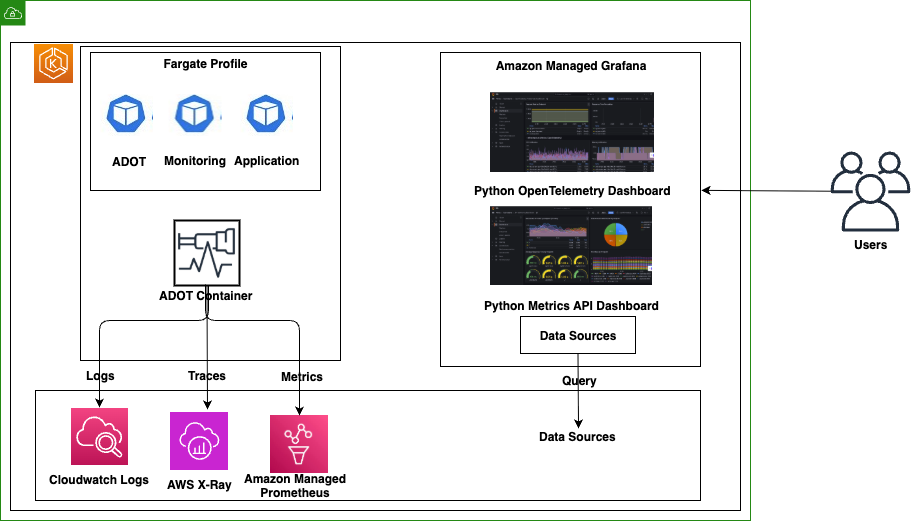 Fargate Profile
ADOT
Monitoring
Application
ADOT Container
Logs
Traces
Metrics
Cloudwatch Logs
AWS X-Ray
Amazon Managed
Prometheus
Amazon Managed Grafana
Python OpenTelemetry Dashboard
Python Metrics API Dashboard
Data Sources
Query
Data Sources
Users
K